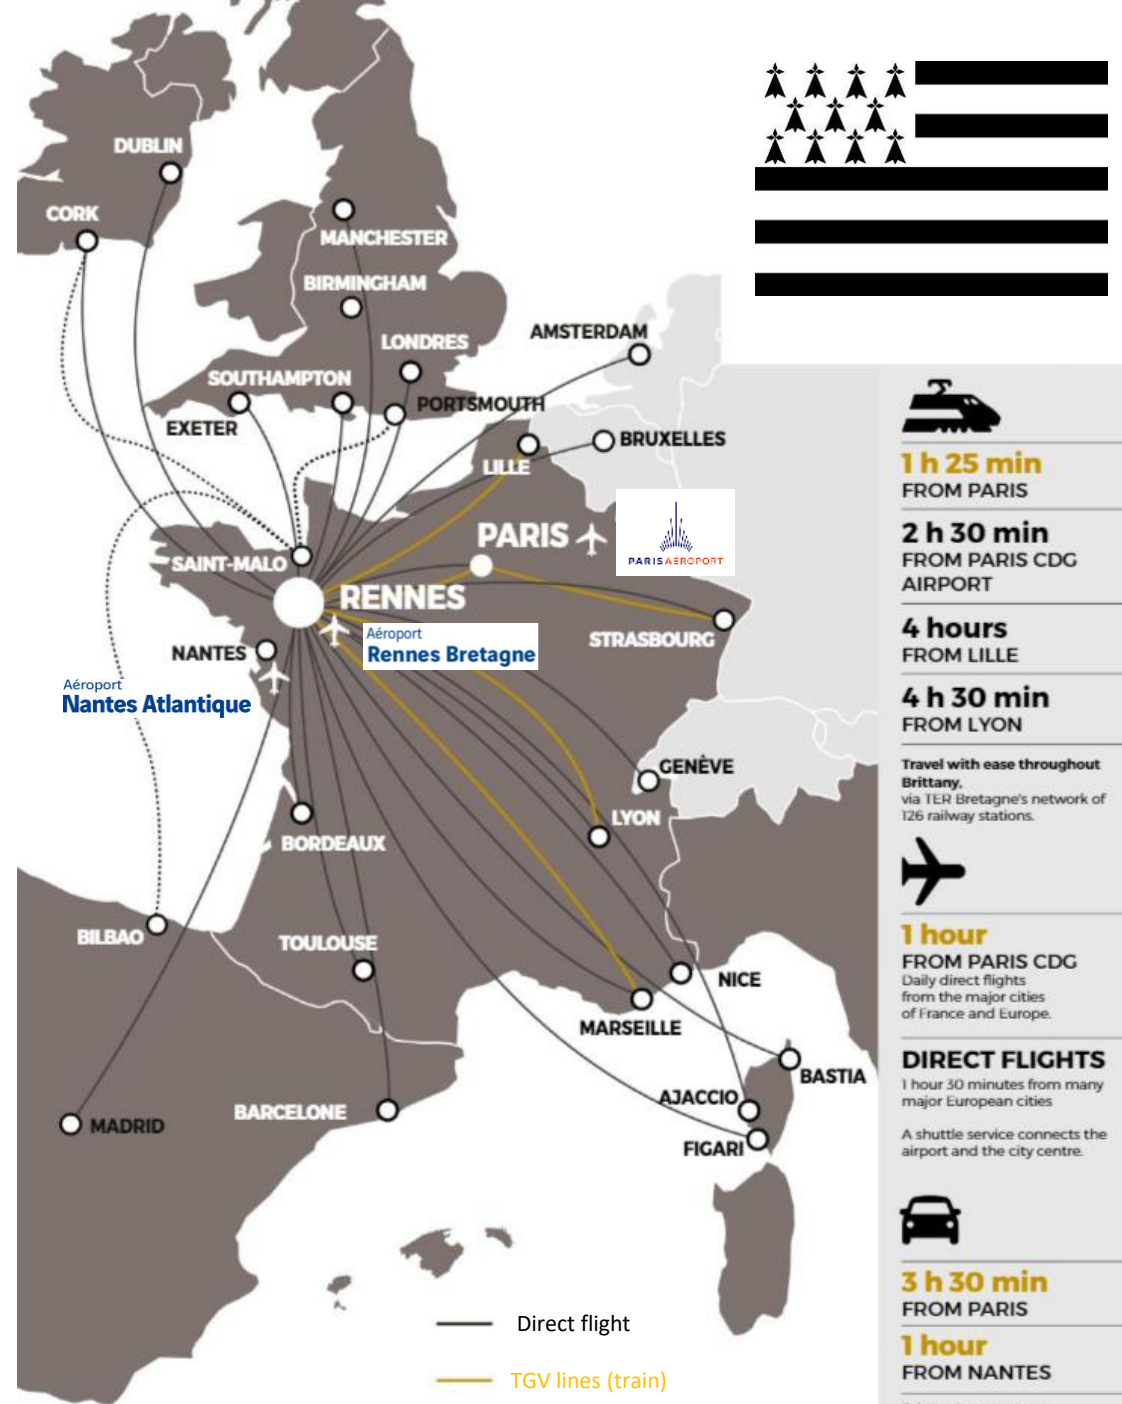 DUBLIN
CORK
MANCHESTER
BIRMINGHAM
LONDRES
AMSTERDAM
SOUTHAMPTON
PORTSMOUTH
EXETER
BRUXELLES
LILLE
PARIS
PARIS AÉROPORT
SAINT-MALO
RENNES
STRASBOURG
Aéroport
Rennes Bretagne
NANTES
Aéroport
Nantes Atlantique
GENÈVE
LYON
BORDEAUX
BILBAO
TOULOUSE
NICE
MARSEILLE
BASTIA
AJACCIO
BARCELONE
MADRID
FIGARI
Direct flight
TGV lines (train)
1 h 25 min
FROM PARIS
2 h 30 min
FROM PARIS CDG
AIRPORT
4 hours
FROM LILLE
4 h 30 min
FROM LYON
Travel with ease throughout
Brittany,
via TER Bretagne's network of
126 railway stations.
1 hour
FROM PARIS CDG
Daily direct flights
from the major cities
of France and Europe.
DIRECT FLIGHTS
1 hour 30 minutes from many
major European cities
A shuttle service connects the
airport and the city centre.
3 h 30 min
FROM PARIS
1 hour
FROM NANTES